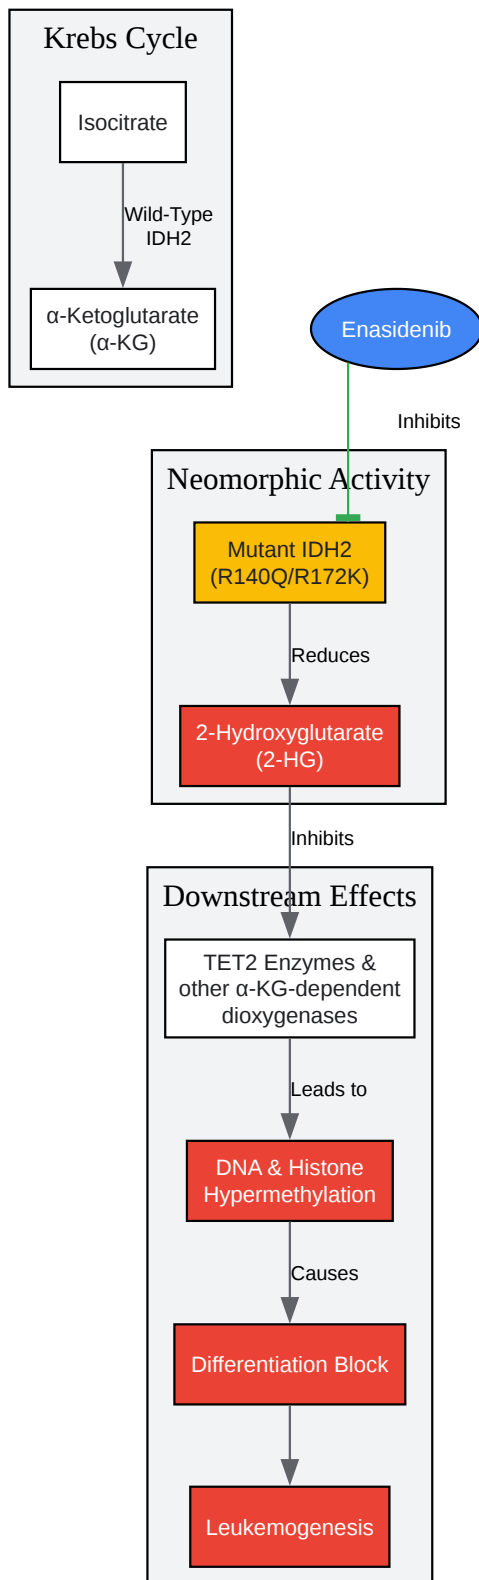 Krebs Cycle
Isocitrate
Wild-Type
IDH2
α-Ketoglutarate
(α-KG)
Enasidenib
Inhibits
Neomorphic Activity
Mutant IDH2
(R140Q/R172K)
Reduces
2-Hydroxyglutarate
(2-HG)
Inhibits
Downstream Effects
TET2 Enzymes &
other α-KG-dependent
dioxygenases
Leads to
DNA & Histone
Hypermethylation
Causes
Differentiation Block
Leukemogenesis